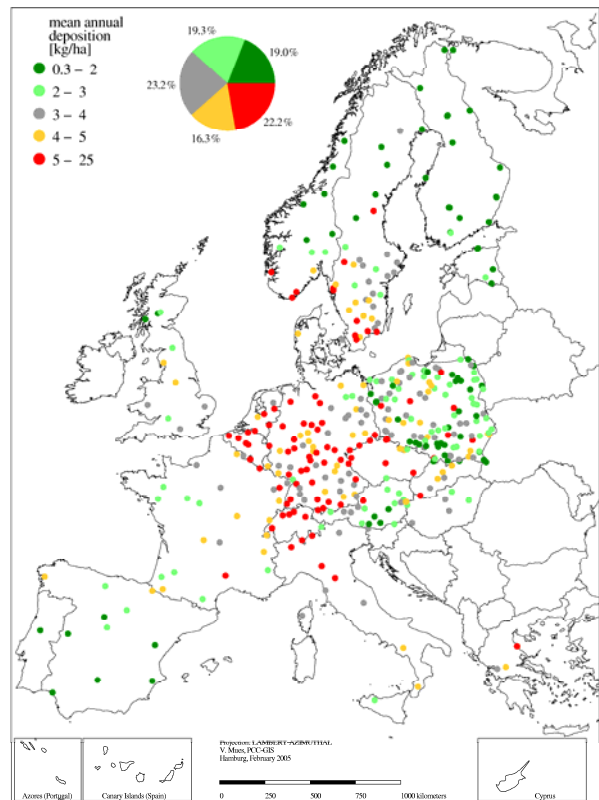 mean annual
deposition
[kg/ha]
0.3 – 2
2 – 3
3 – 4
4 – 5
5 – 25
19.3%
19.0%
23.2%
22.2%
16.3%
Projection: LAMBERT-AZIMUTHAL
V. Mues, PCC-GIS
Hamburg, February 2005
0 250 500 750 1000 kilometers
Azores (Portugal)
Canary Islands (Spain)
Cyprus